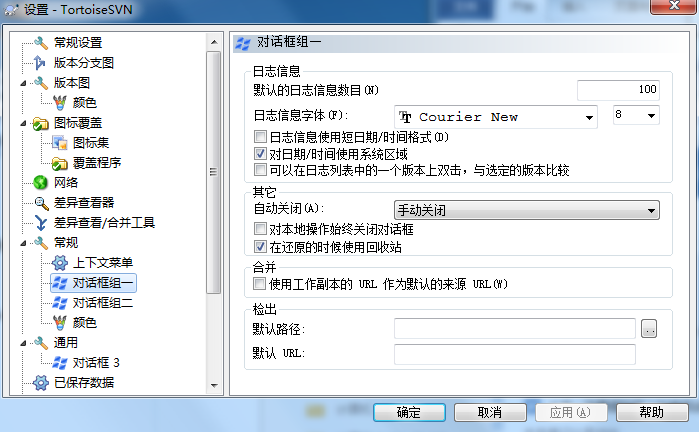 设置 - TortoiseSVN
常规设置
版本分支图
版本图
颜色
图标覆盖
图标集
覆盖程序
网络
差异查看器
差异查看/合并工具
常规
上下文菜单
对话框组一
对话框组二
颜色
通用
对话框 3
已保存数据
对话框组一
日志信息
默认的日志信息数目(N)
100
日志信息字体(F):
Courier New
8
日志信息使用短日期/时间格式(D)
对日期/时间使用系统区域
可以在日志列表中的一个版本上双击，与选定的版本比较
其它
自动关闭(A):
手动关闭
对本地操作始终关闭对话框
在还原的时候使用回收站
合并
使用工作副本的 URL 作为默认的来源 URL(W)
检出
默认路径:
..
默认 URL:
确定
取消
应用(A)
帮助